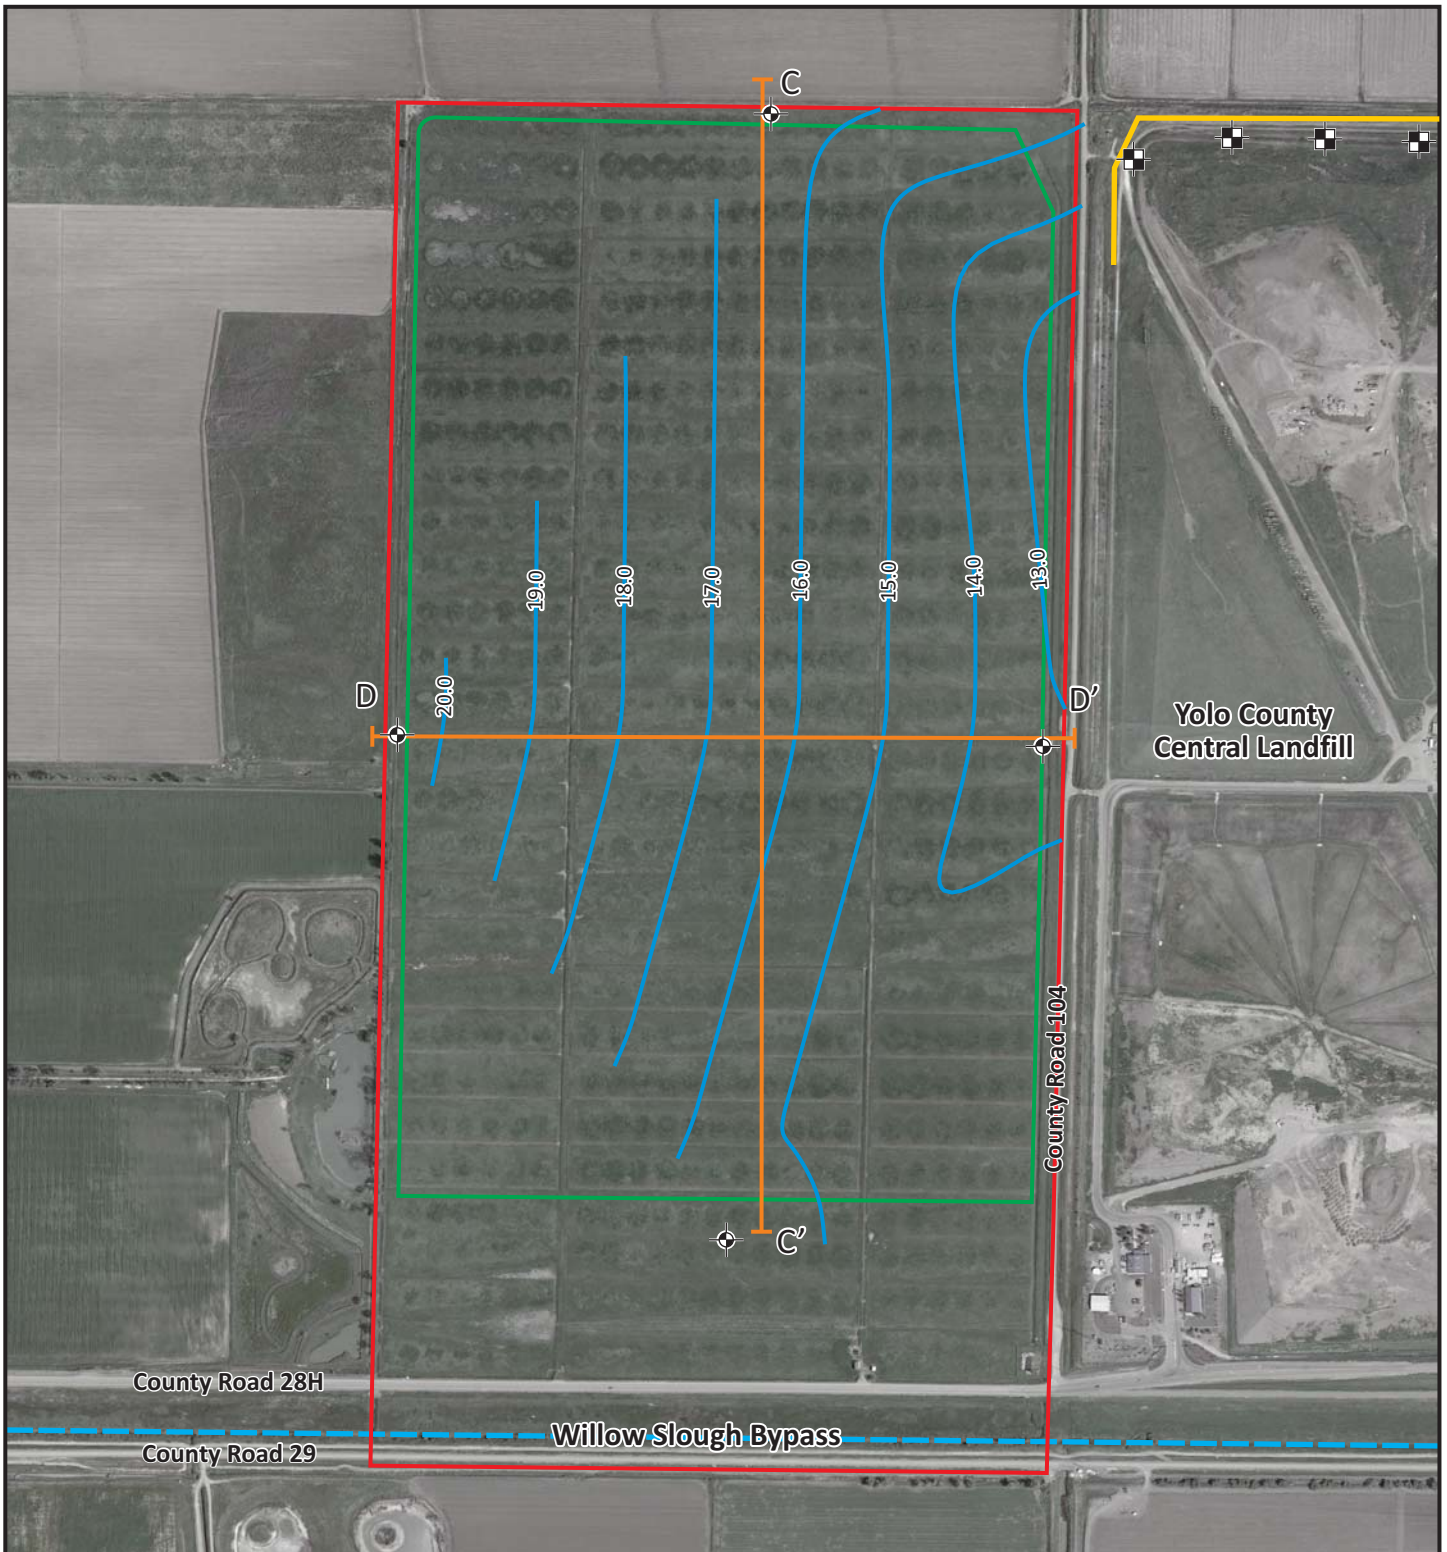 C
19.0
18.0
17.0
16.0
15.0
14.0
13.0
20.0
D
D’
Yolo County
Central Landfill
County Road 104
C’
County Road 28H
Willow Slough Bypass
County Road 29